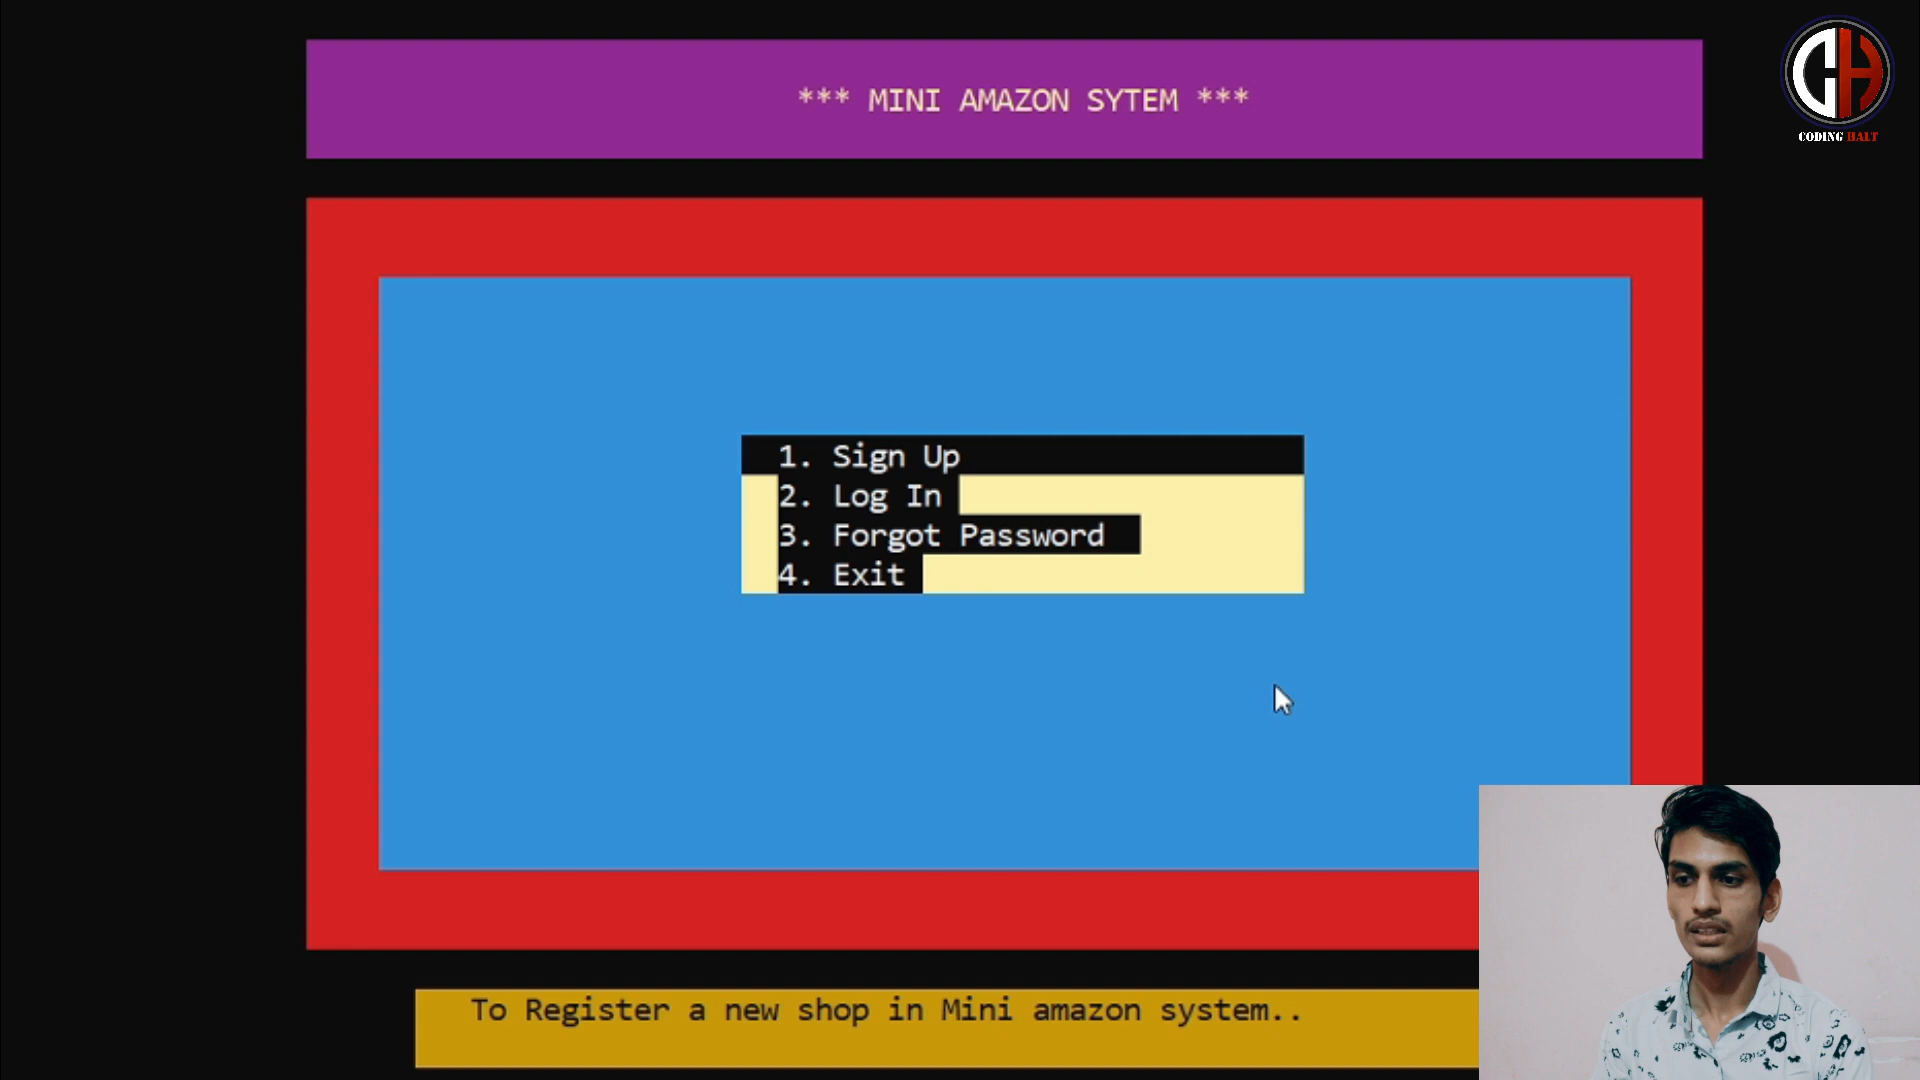 *** MINI AMAZON SYTEM ***
CODING HALT
1. Sign Up
2. Log In
3. Forgot Password
4. Exit
To Register a new shop in Mini amazon system..